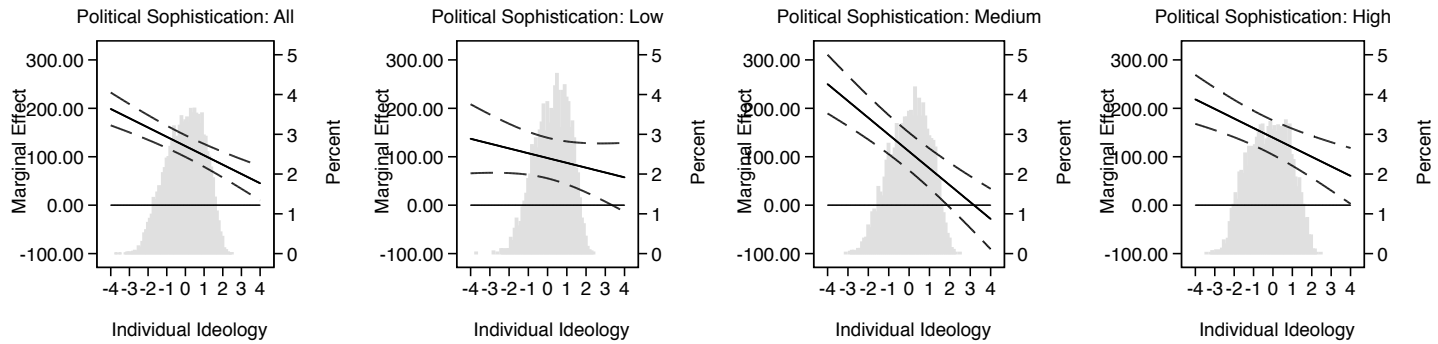 Political Sophistication: All
Marginal Effect
300.00
200.00
100.00
0.00
-100.00
5
4
3
2
1
0
Percent
-4 -3 -2 -1 0 1 2 3 4
Individual Ideology
Political Sophistication: Low
Marginal Effect
300.00
200.00
100.00
0.00
-100.00
5
4
3
2
1
0
Percent
-4 -3 -2 -1 0 1 2 3 4
Individual Ideology
Political Sophistication: Medium
Marginal Effect
300.00
200.00
100.00
0.00
-100.00
5
4
3
2
1
0
Percent
-4 -3 -2 -1 0 1 2 3 4
Individual Ideology
Political Sophistication: High
Marginal Effect
300.00
200.00
100.00
0.00
-100.00
5
4
3
2
1
0
Percent
-4 -3 -2 -1 0 1 2 3 4
Individual Ideology